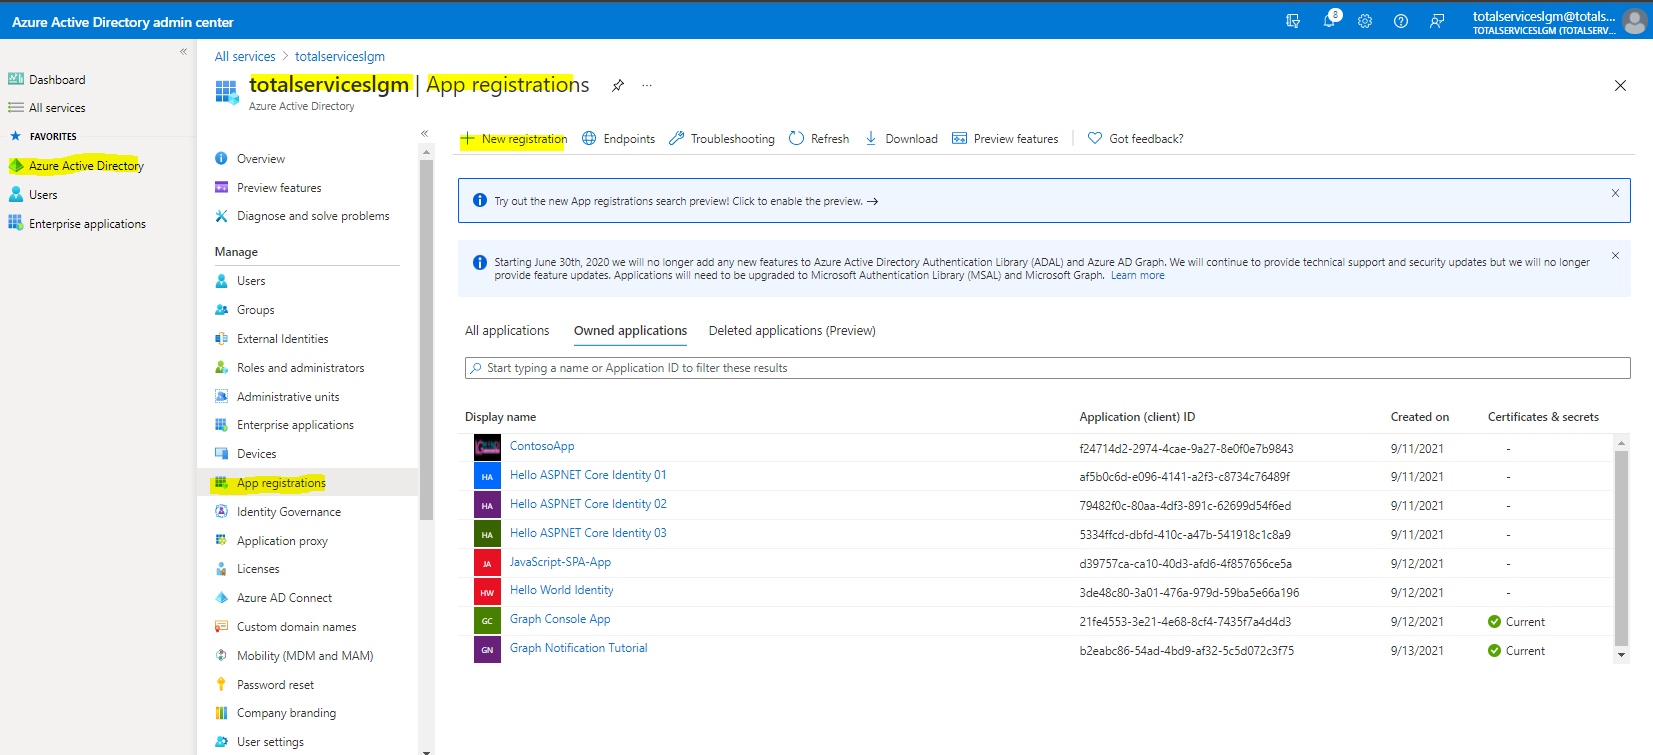 Azure Active Directory admin center
8
totalserviceslgm@totals...
TOTALSERVICESLGM (TOTALSERV...
Dashboard
All services
FAVORITES
Azure Active Directory
Users
Enterprise applications
All services > totalserviceslgm
totalserviceslgm | App registrations
Azure Active Directory
Overview
Preview features
Diagnose and solve problems
Manage
Users
Groups
External Identities
Roles and administrators
Administrative units
Enterprise applications
Devices
App registrations
Identity Governance
Application proxy
Licenses
Azure AD Connect
Custom domain names
Mobility (MDM and MAM)
Password reset
Company branding
User settings
New registration Endpoints Troubleshooting Refresh Download Preview features Got feedback?
Try out the new App registrations search preview! Click to enable the preview. →
Starting June 30th, 2020 we will no longer add any new features to Azure Active Directory Authentication Library (ADAL) and Azure AD Graph. We will continue to provide technical support and security updates but we will no longer
provide feature updates. Applications will need to be upgraded to Microsoft Authentication Library (MSAL) and Microsoft Graph. Learn more
All applications Owned applications Deleted applications (Preview)
Start typing a name or Application ID to filter these results
Display name Application (client) ID Created on Certificates & secrets
ContosoApp f24714d2-2974-4cae-9a27-8e0f0e7b9843 9/11/2021 -
HA Hello ASPNET Core Identity 01 af5b0c6d-e096-4141-a2f3-c8734c76489f 9/11/2021 -
HA Hello ASPNET Core Identity 02 79482f0c-80aa-4df3-891c-62699d54f6ed 9/11/2021 -
HA Hello ASPNET Core Identity 03 5334ffcd-dbfd-410c-a47b-541918c1c8a9 9/11/2021 -
JA JavaScript-SPA-App d39757ca-ca10-40d3-afd6-4f857656ce5a 9/12/2021 -
HW Hello World Identity 3de48c80-3a01-476a-979d-59ba5e66a196 9/12/2021 -
GC Graph Console App 21fe4553-3e21-4e68-8cf4-7435f7a4d4d3 9/12/2021 Current
GN Graph Notification Tutorial b2eabc86-54ad-4bd9-af32-5c5d072c3f75 9/13/2021 Current